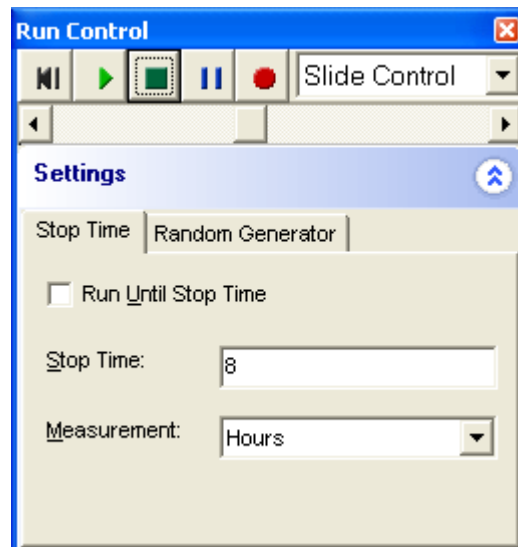 Run Control
Slide Control
Settings
Stop Time Random Generator
Run Until Stop Time
Stop Time: 8
Measurement: Hours